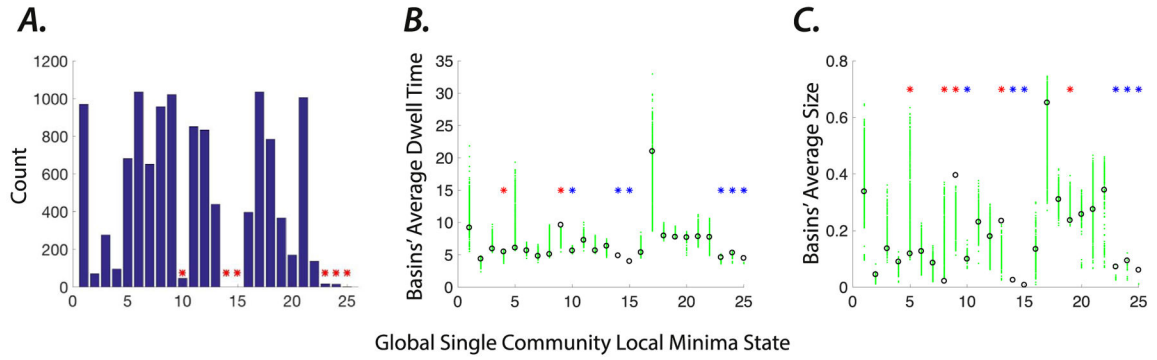 A.
B.
C.
Count
1200
1000
800
600
400
200
0
0 5 10 15 20 25
Basins' Average Dwell Time
35
30
25
20
15
10
5
0
0 5 10 15 20 25
Basins' Average Size
0.8
0.6
0.4
0.2
0
0 5 10 15 20 25
Global Single Community Local Minima State